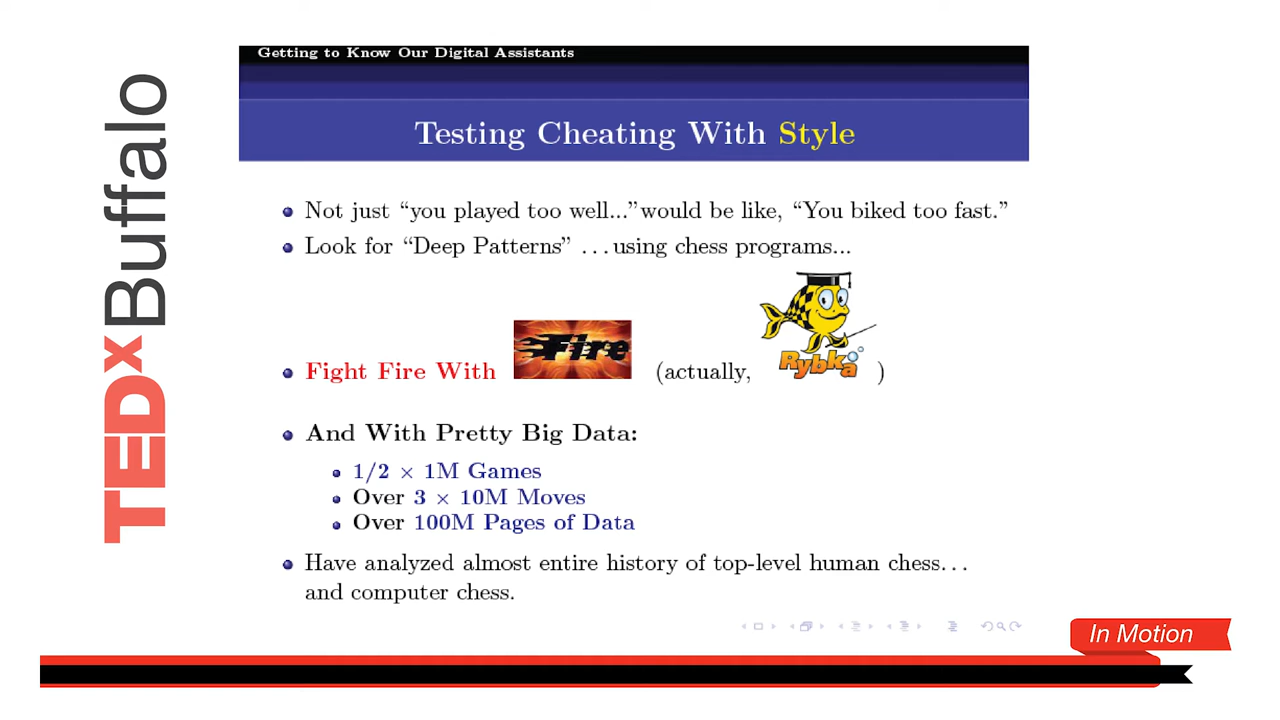 TEDxBuffalo
Getting to Know Our Digital Assistants
Testing Cheating With Style
Not just “you played too well...”would be like, “You biked too fast.”
Look for “Deep Patterns” ...using chess programs...
Fight Fire With Fire (actually, Rybka )
And With Pretty Big Data:
1/2 × 1M Games
Over 3 × 10M Moves
Over 100M Pages of Data
Have analyzed almost entire history of top-level human chess...
and computer chess.
In Motion